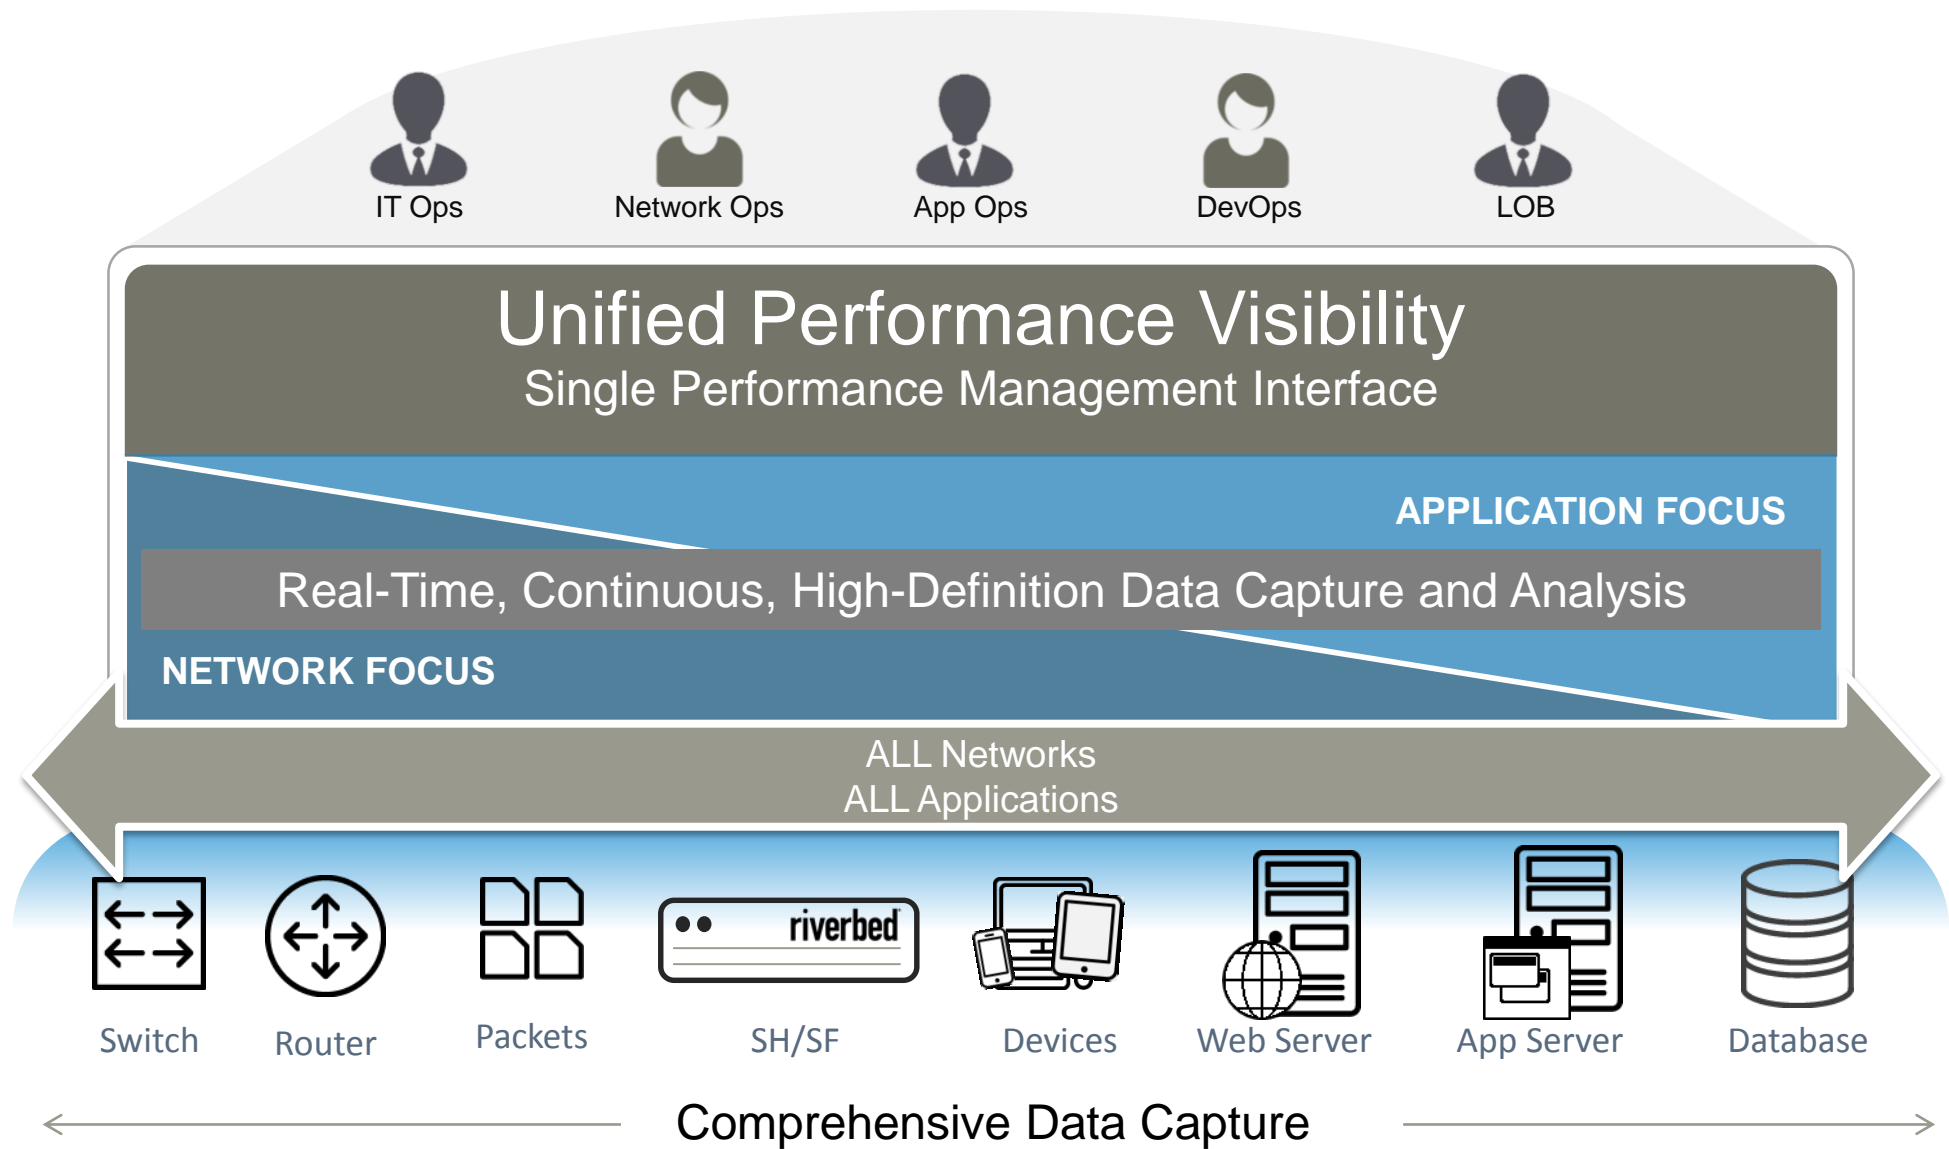 IT Ops
Network Ops
App Ops
DevOps
LOB
Unified Performance Visibility
Single Performance Management Interface
APPLICATION FOCUS
Real-Time, Continuous, High-Definition Data Capture and Analysis
NETWORK FOCUS
ALL Networks
ALL Applications
riverbed
Switch
Router
Packets
SH/SF
Devices
Web Server
App Server
Database
Comprehensive Data Capture